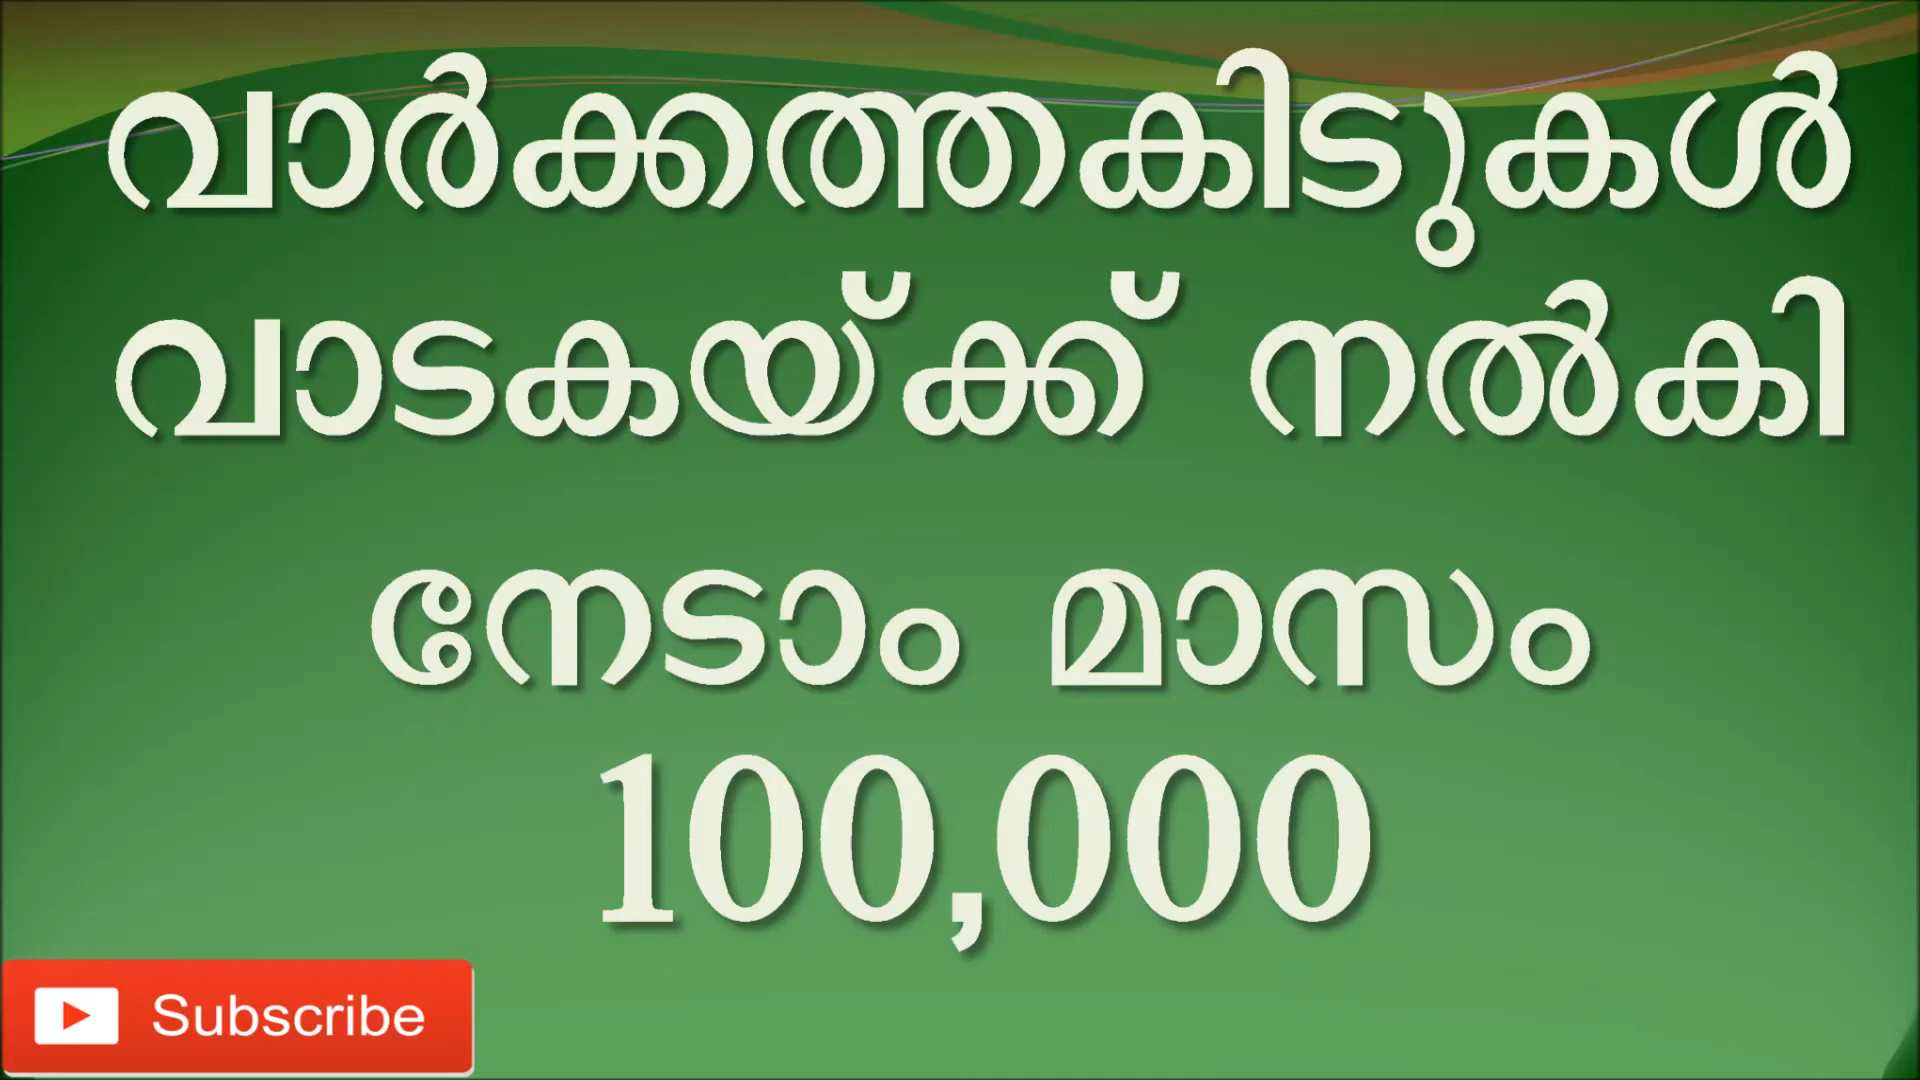 വാർക്കത്തകിടുകൾ
വാടകയ്ക്ക് നൽകി
നേടാം മാസം
100,000
Subscribe